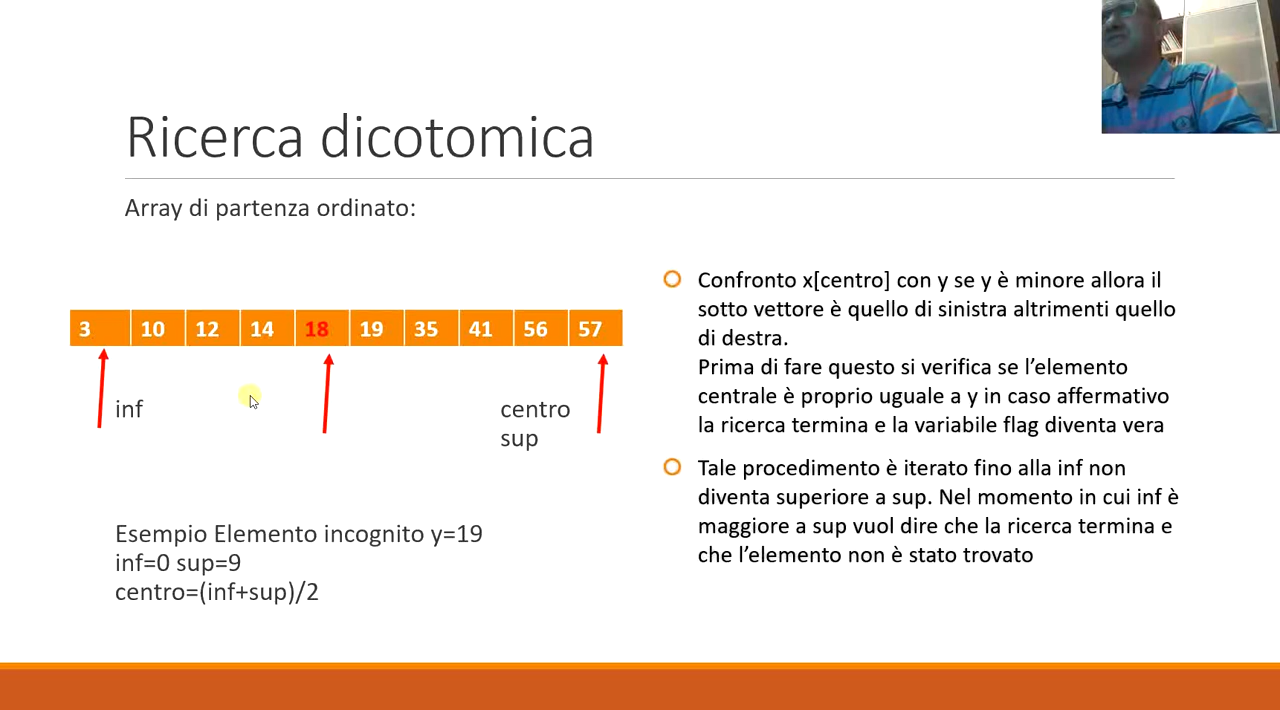 Ricerca dicotomica
Array di partenza ordinato:
3 10 12 14 18 19 35 41 56 57
inf
centro
sup
Esempio Elemento incognito y=19
inf=0 sup=9
centro=(inf+sup)/2
Confronto x[centro] con y se y è minore allora il
sotto vettore è quello di sinistra altrimenti quello
di destra.
Prima di fare questo si verifica se l’elemento
centrale è proprio uguale a y in caso affermativo
la ricerca termina e la variabile flag diventa vera
Tale procedimento è iterato fino alla inf non
diventa superiore a sup. Nel momento in cui inf è
maggiore a sup vuol dire che la ricerca termina e
che l’elemento non è stato trovato